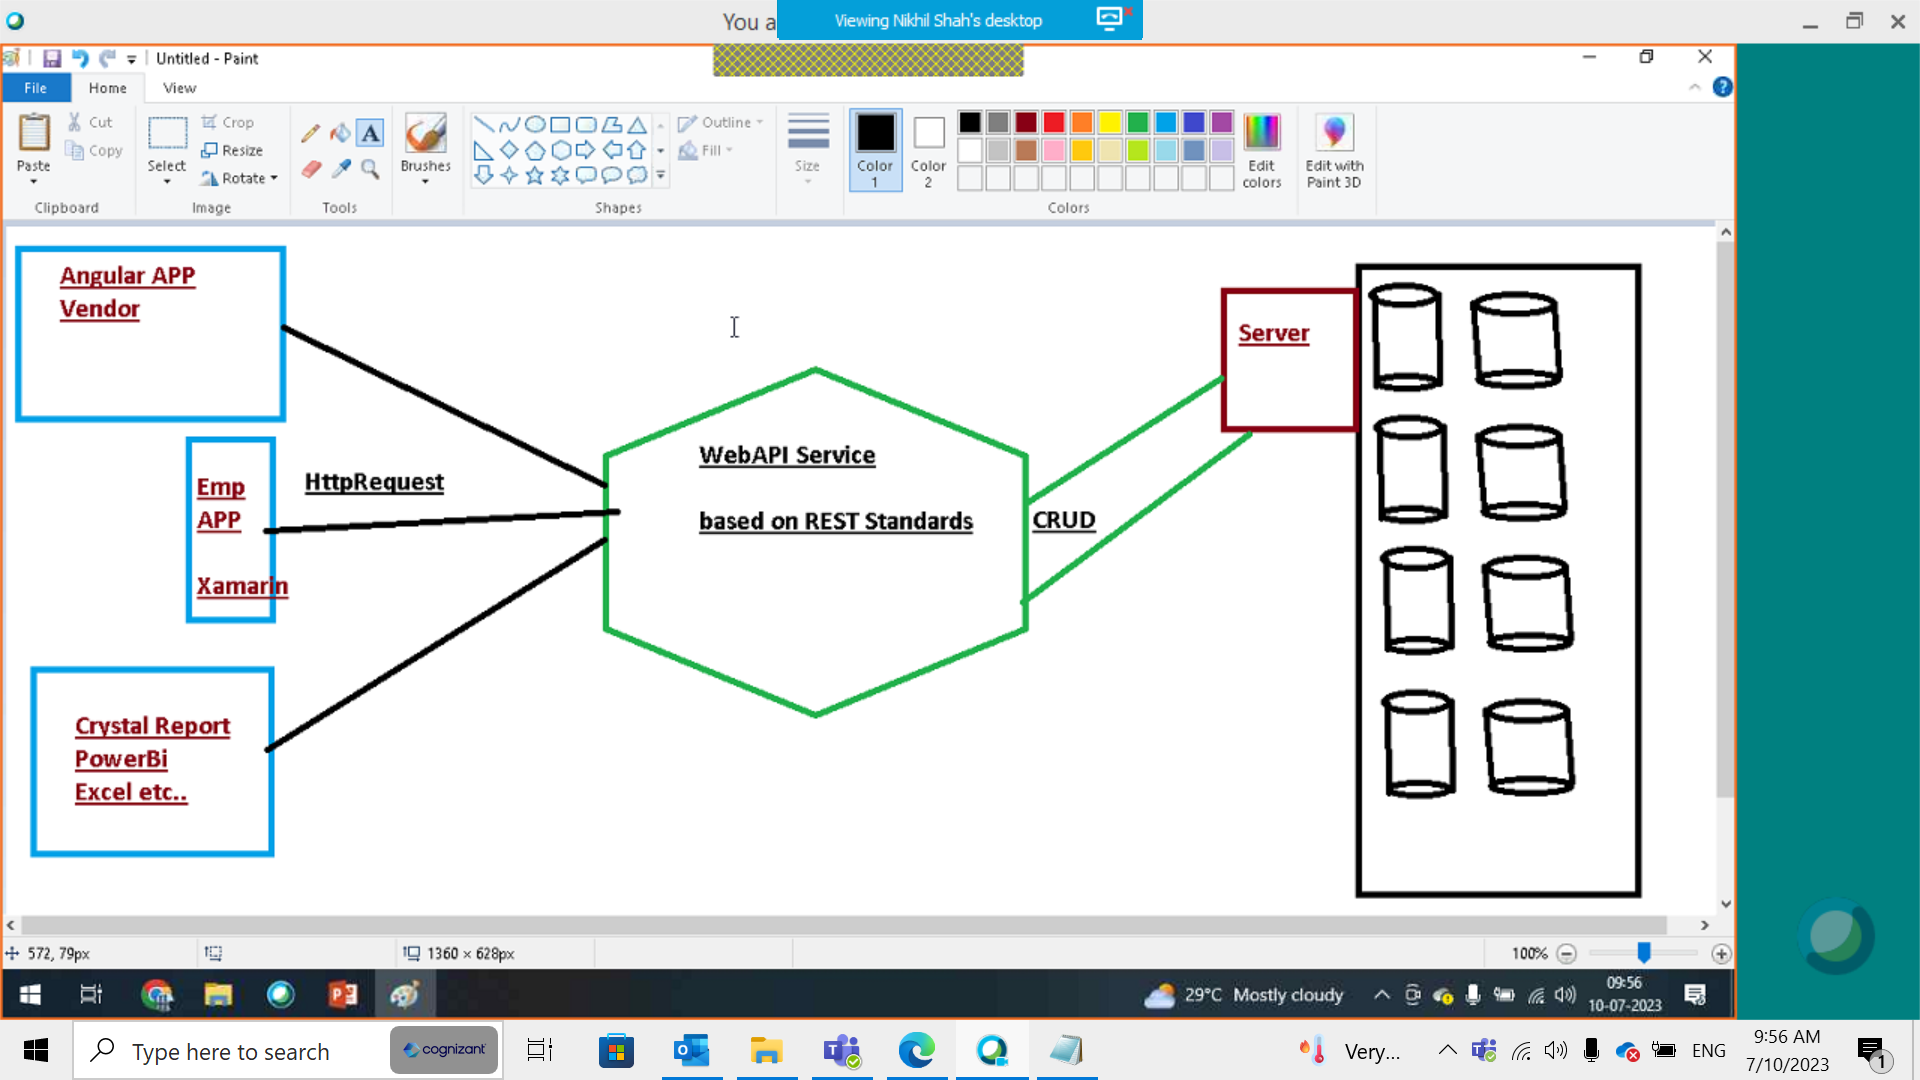 You a
Viewing Nikhil Shah's desktop
Untitled - Paint
File
Home
View
Paste
Cut
Copy
Clipboard
Select
Crop
Resize
Rotate
Image
A
Tools
Brushes
Shapes
Outline
Fill
Size
Color
1
Color
2
Edit
colors
Colors
Edit with
Paint 3D
Angular APP
Vendor
Emp
APP
Xamarin
HttpRequest
Crystal Report
PowerBi
Excel etc..
WebAPI Service
based on REST Standards
CRUD
Server
572, 79px
1360 × 628px
100%
29°C Mostly cloudy
09:56
10-07-2023
Type here to search
cognizant
Very...
ENG
9:56 AM
7/10/2023
1